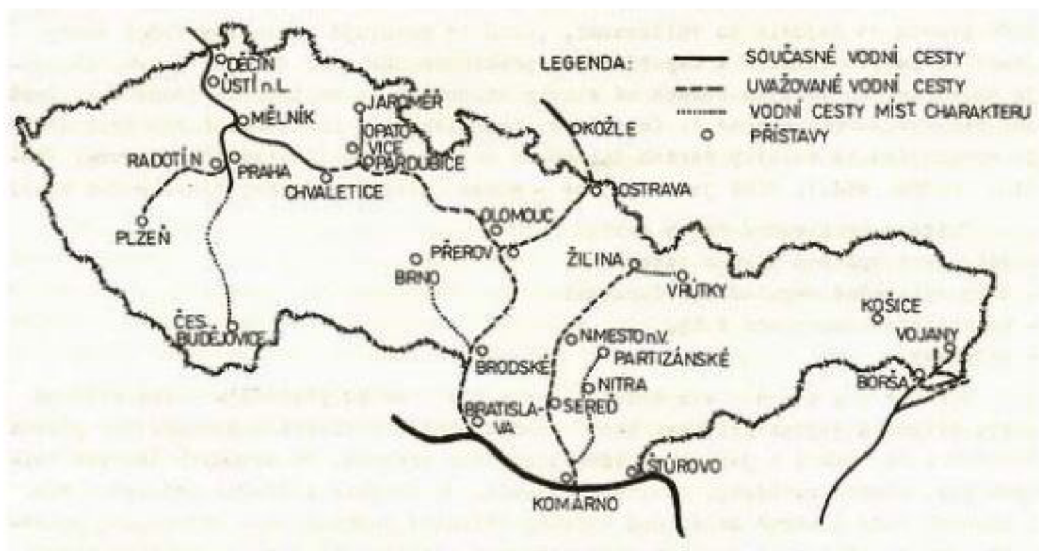 LEGENDA:
SOUČASNÉ VODNÍ CESTY
UVAŽOVANÉ VODNÍ CESTY
VODNÍ CESTY MÍST. CHARAKTERU
PŘÍSTAVY
DĚČÍN
ÚSTÍ n.L.
MĚLNÍK
JAROMĚŘ
OPATO-
VICE
PARDUBICE
RADOTÍN
PRAHA
CHVALETICE
PLZEŇ
KOŽLE
OSTRAVA
OLOMOUC
PŘEROV
BRNO
ŽILINA
VRÚTKY
KOŠICE
VOJANY
ČES.
BUDĚJOVICE
BRODSKÉ
N.MESTO n.V.
PARTIZÁNSKÉ
BORŠA
NITRA
BRATISLA-
VA
SEREĎ
ŠTÚROVO
KOMÁRNO